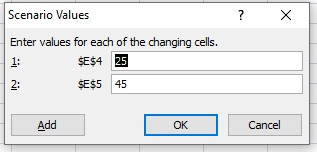 Scenario Values ? ×
Enter values for each of the changing cells.
1: $E$4 25
2: $E$5 45
Add OK Cancel